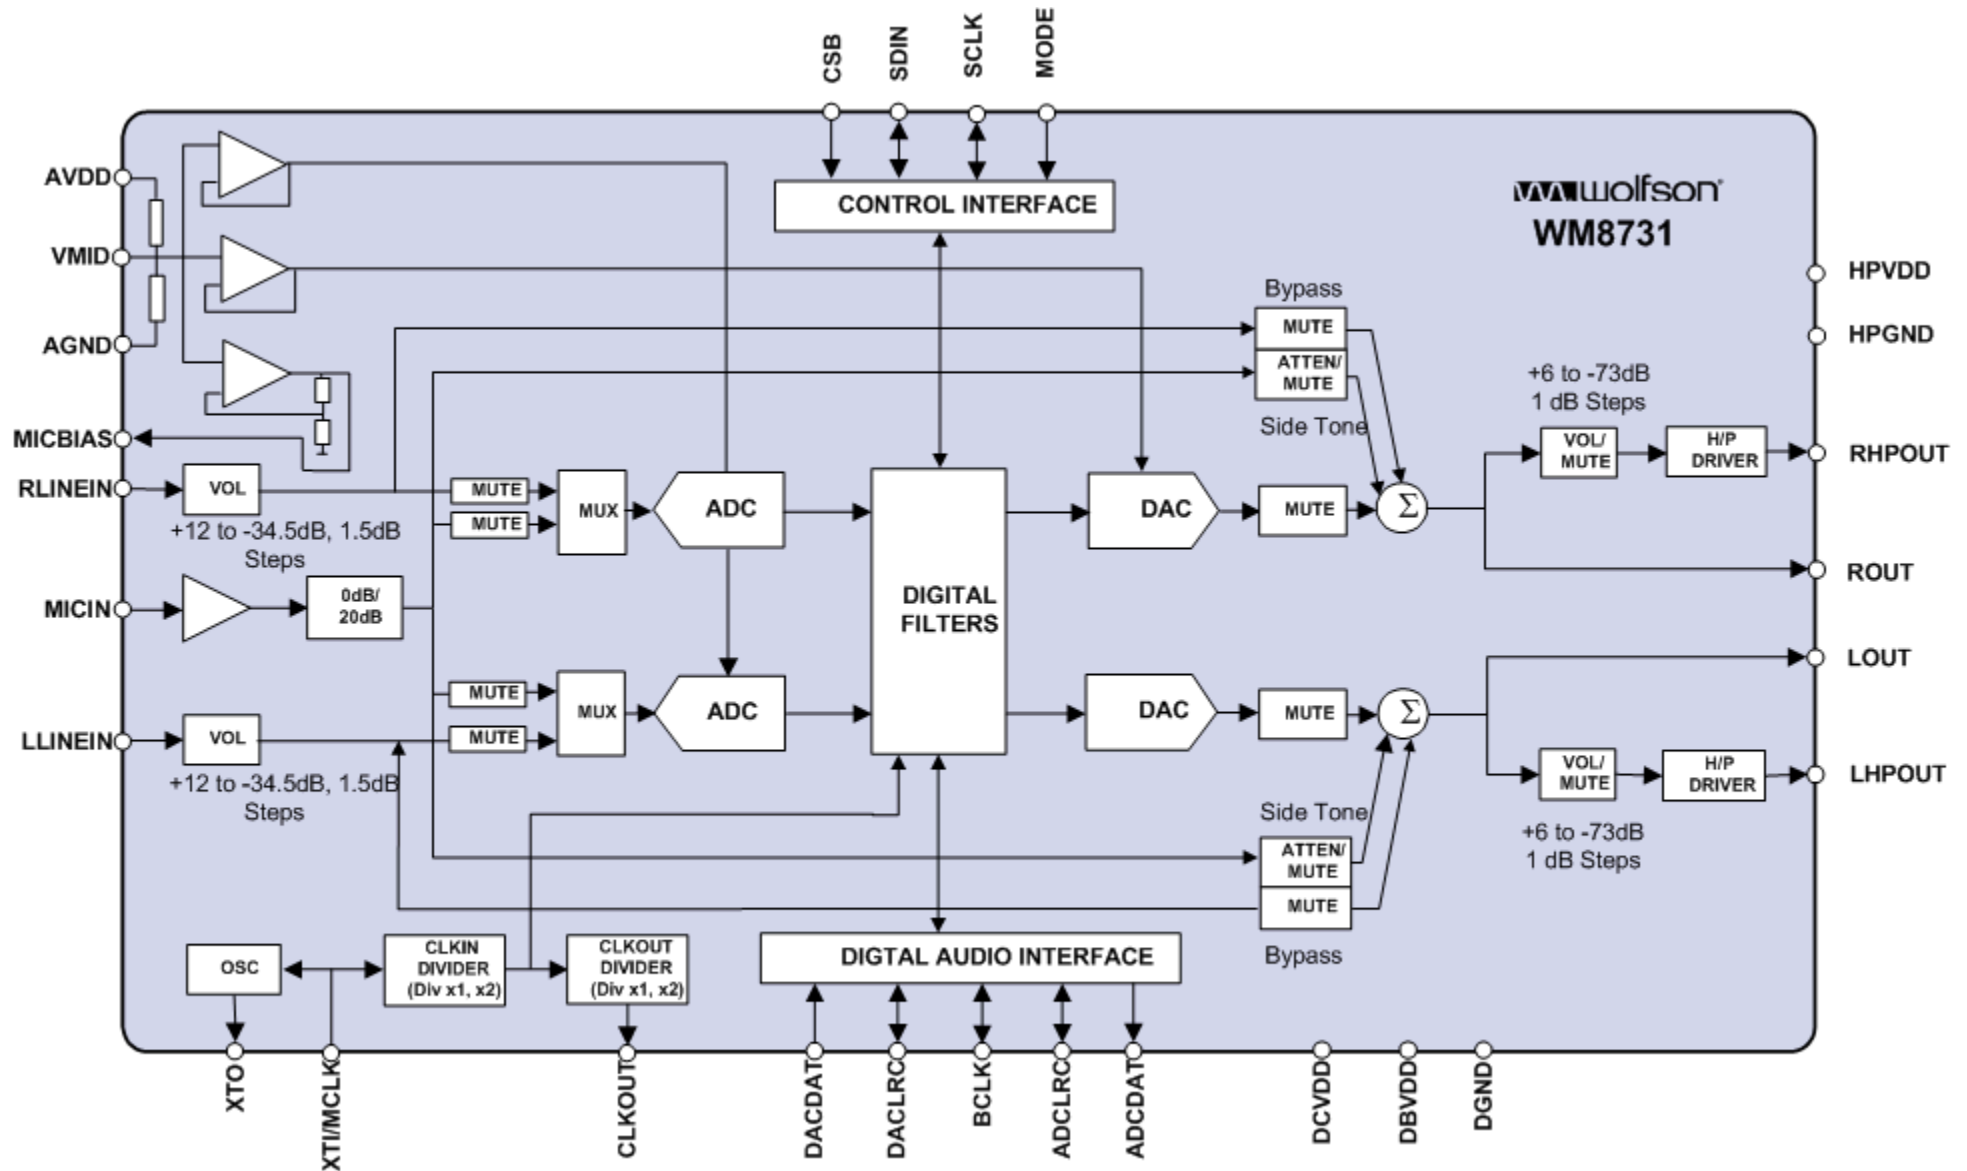 CSB
SDIN
SCLK
MODE
AVDD
VMID
AGND
MICBIAS
RLINEIN
MICIN
LLINEIN
CONTROL INTERFACE
wolfson
WM8731
HPVDD
HPGND
RHPOUT
ROUT
LOUT
LHPOUT
Bypass
MUTE
ATTEN/
MUTE
Side Tone
+6 to -73dB
1 dB Steps
VOL/
MUTE
H/P
DRIVER
VOL
+12 to -34.5dB, 1.5dB
Steps
MUTE
MUTE
MUX
ADC
DIGITAL
FILTERS
DAC
MUTE
Σ
0dB/
20dB
MUTE
MUTE
MUX
ADC
DAC
MUTE
Σ
VOL
+12 to -34.5dB, 1.5dB
Steps
VOL/
MUTE
H/P
DRIVER
+6 to -73dB
1 dB Steps
Side Tone
ATTEN/
MUTE
MUTE
Bypass
OSC
CLKIN
DIVIDER
(Div x1, x2)
CLKOUT
DIVIDER
(Div x1, x2)
DIGTAL AUDIO INTERFACE
XTO
XTI/MCLK
CLKOUT
DACDAT
DACLRC
BCLK
ADCLRC
ADCDAT
DCVDD
DBVDD
DGND